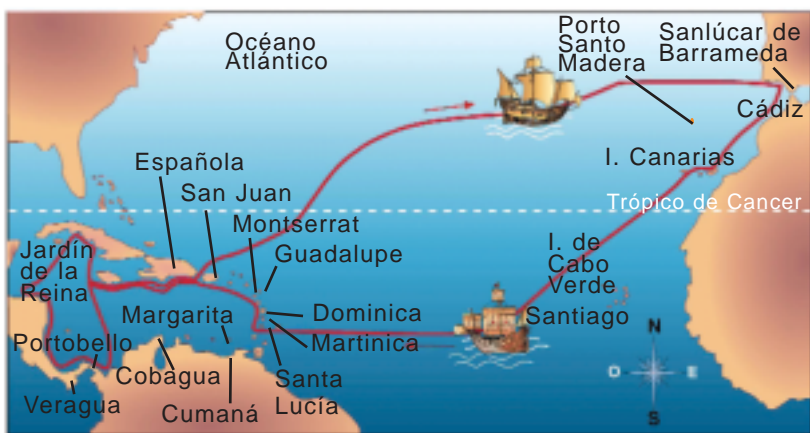 Océano
Atlántico
Porto
Santo
Madera
Sanlúcar de
Barrameda
Cádiz
Española
San Juan
Montserrat
Guadalupe
I. Canarias
Trópico de Cancer
Jardín
de la
Reina
I. de
Cabo
Verde
Santiago
Margarita
Dominica
Martinica
Portobello
Cobagua
Santa
Lucía
Veragua
Cumaná
N
O
E
S